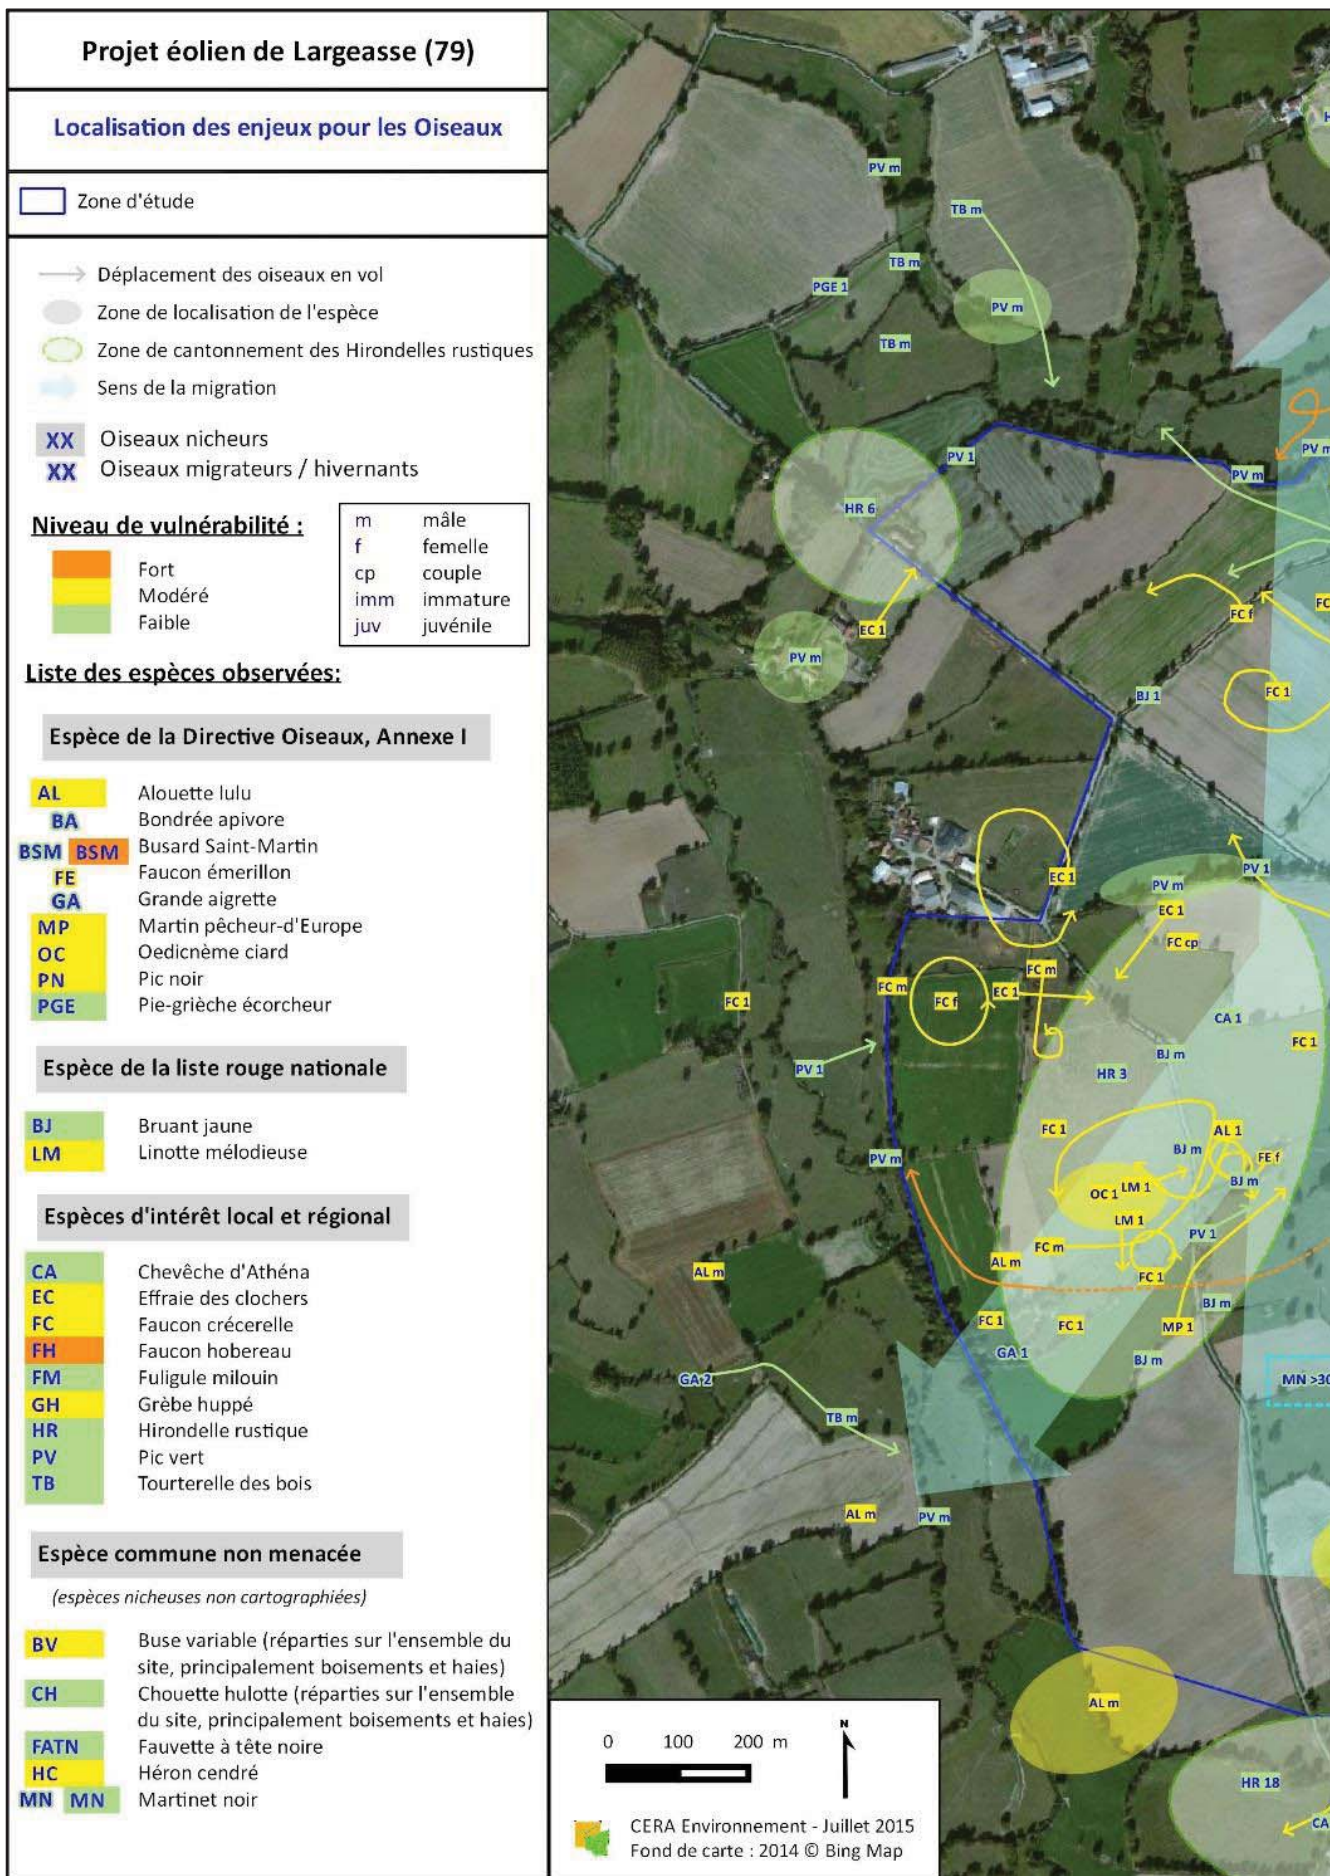 Projet éolien de Largeasse (79)
Localisation des enjeux pour les Oiseaux
Zone d'étude
Déplacement des oiseaux en vol
Zone de localisation de l'espèce
Zone de cantonnement des Hirondelles rustiques
Sens de la migration
XX Oiseaux nicheurs
XX Oiseaux migrateurs / hivernants
Niveau de vulnérabilité :
Fort
Modéré
Faible
m mâle
f femelle
cp couple
imm immature
juv juvénile
Liste des espèces observées:
Espèce de la Directive Oiseaux, Annexe I
AL Alouette lulu
BA Bondrée apivore
BSM BSM Busard Saint-Martin
FE Faucon émerillon
GA Grande aigrette
MP Martin pêcheur-d'Europe
OC Oedicnème ciard
PN Pic noir
PGE Pie-grièche écorcheur
Espèce de la liste rouge nationale
BJ Bruant jaune
LM Linotte mélodieuse
Espèces d'intérêt local et régional
CA Chevêche d'Athéna
EC Effraie des clochers
FC Faucon crécerelle
FH Faucon hobereau
FM Fuligule milouin
GH Grèbe huppé
HR Hirondelle rustique
PV Pic vert
TB Tourterelle des bois
Espèce commune non menacée
(espèces nicheuses non cartographiées)
BV Buse variable (réparties sur l'ensemble du
site, principalement boisements et haies)
CH Chouette hulotte (réparties sur l'ensemble
du site, principalement boisements et haies)
FATN Fauvette à tête noire
HC Héron cendré
MN MN Martinet noir
H
PV m
TB m
TB m
PGE 1
PV m
TB m
PV 1
PV m
PV m
HR 6
FC
FC f
EC 1
PV m
FC 1
BJ 1
EC 1
PV 1
PV m
EC 1
FC cp
FC m
FC m
EC 1
FC f
FC 1
CA 1
FC 1
BJ m
PV 1
HR 3
FC 1
AL 1
BJ m
FE f
PV m
BJ m
LM 1
OC 1
LM 1
PV 1
FC m
AL m
AL m
FC 1
BJ m
FC 1
FC 1
MP 1
GA 1
BJ m
GA 2
MN >30
TB m
AL m
PV m
AL m
HR 18
CA
0 100 200 m
N
CERA Environnement - Juillet 2015
Fond de carte : 2014 © Bing Map